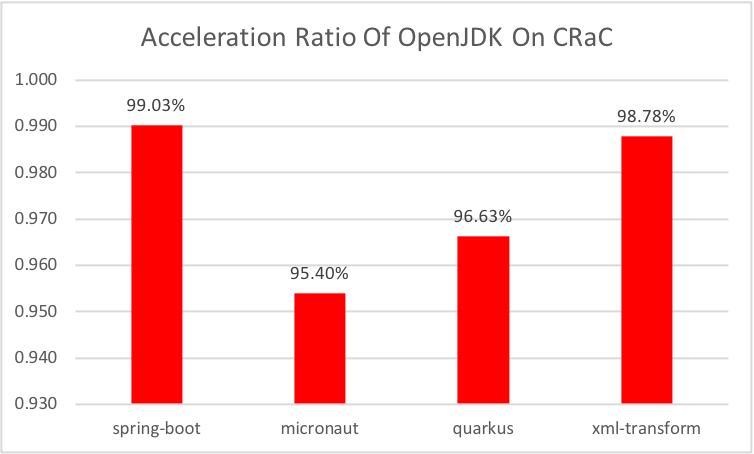 Acceleration Ratio Of OpenJDK On CRaC
1.000
0.990
0.980
0.970
0.960
0.950
0.940
0.930
99.03%
95.40%
96.63%
98.78%
spring-boot
micronaut
quarkus
xml-transform